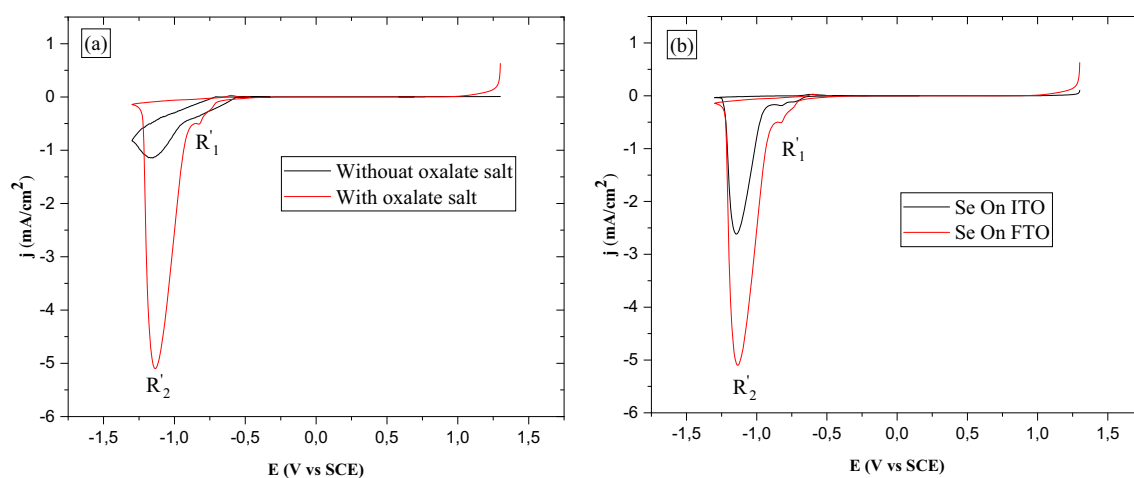 (a)
1
0
-1
-2
-3
-4
-5
-6
j (mA/cm²)
R'₁
R'₂
Withouat oxalate salt
With oxalate salt
-1,5 -1,0 -0,5 0,0 0,5 1,0 1,5
E (V vs SCE)
(b)
1
0
-1
-2
-3
-4
-5
-6
j (mA/cm²)
R'₁
R'₂
Se On ITO
Se On FTO
-1,5 -1,0 -0,5 0,0 0,5 1,0 1,5
E (V vs SCE)